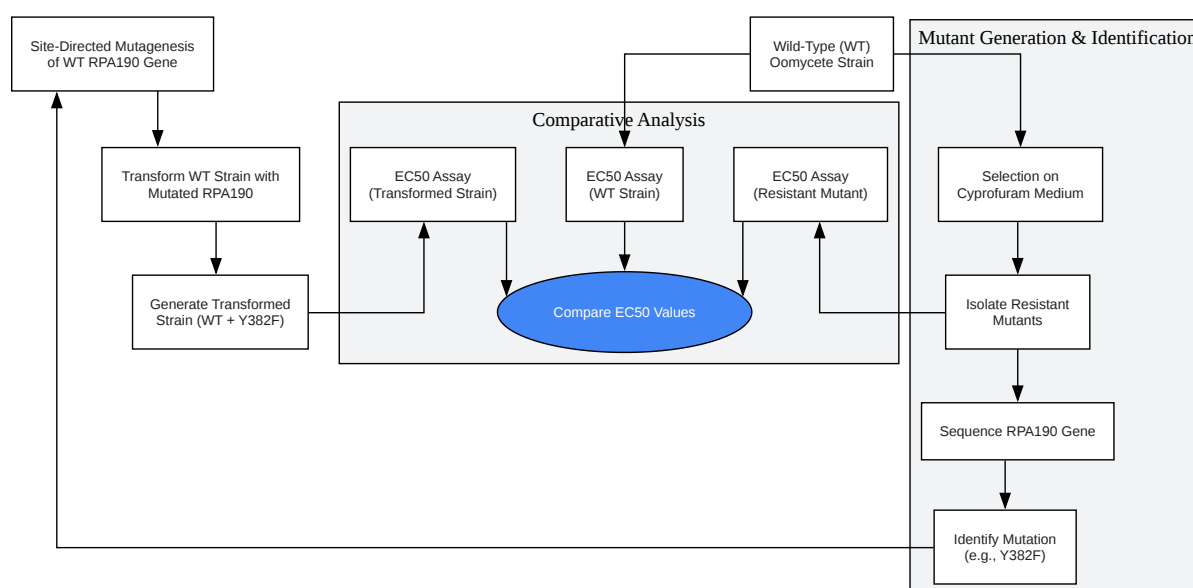 Site-Directed Mutagenesis
of WT RPA190 Gene
Wild-Type (WT)
Oomycete Strain
Mutant Generation & Identification
Comparative Analysis
Transform WT Strain with
Mutated RPA190
EC50 Assay
(Transformed Strain)
EC50 Assay
(WT Strain)
EC50 Assay
(Resistant Mutant)
Selection on
Cyprofuram Medium
Generate Transformed
Strain (WT + Y382F)
Compare EC50 Values
Isolate Resistant
Mutants
Sequence RPA190 Gene
Identify Mutation
(e.g., Y382F)